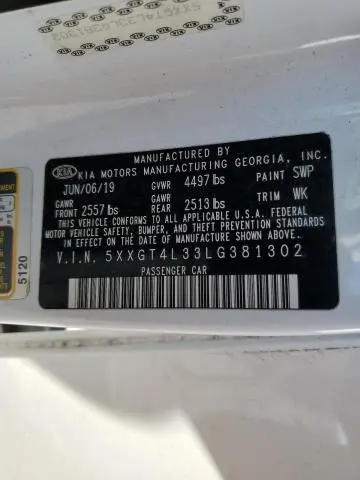 5XXGT4L33LG381302
MANUFACTURED BY
KIA KIA MOTORS MANUFACTURING GEORGIA, INC.
JUN/06/19 GVWR 4497 lbs PAINT SWP
GAWR FRONT 2557 lbs GAWR REAR 2513 lbs TRIM WK
THIS VEHICLE CONFORMS TO ALL APPLICABLE U.S.A. FEDERAL
MOTOR VEHICLE SAFETY, BUMPER, AND THEFT PREVENTION STANDARDS
IN EFFECT ON THE DATE OF MANUFACTURE SHOWN ABOVE.
V.I.N. 5XXGT4L33LG381302
PASSENGER CAR
5120